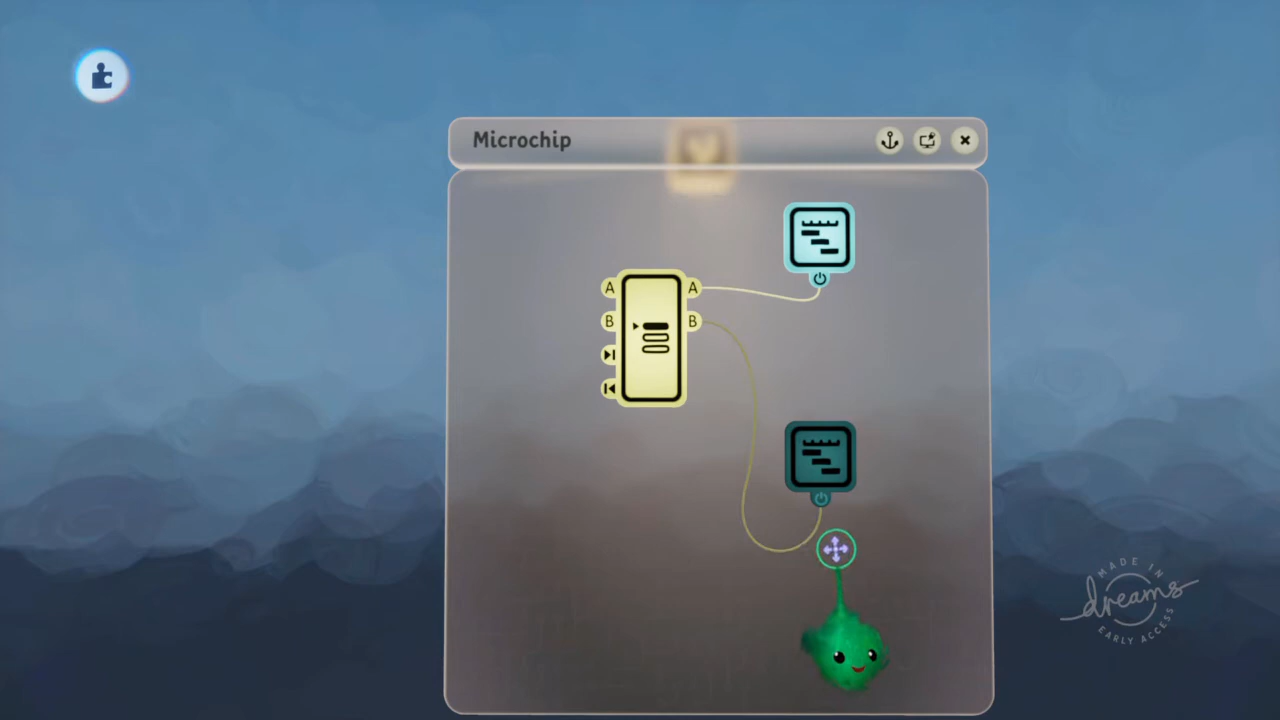 Microchip
A A
B B
MADE IN
dreams
EARLY ACCESS